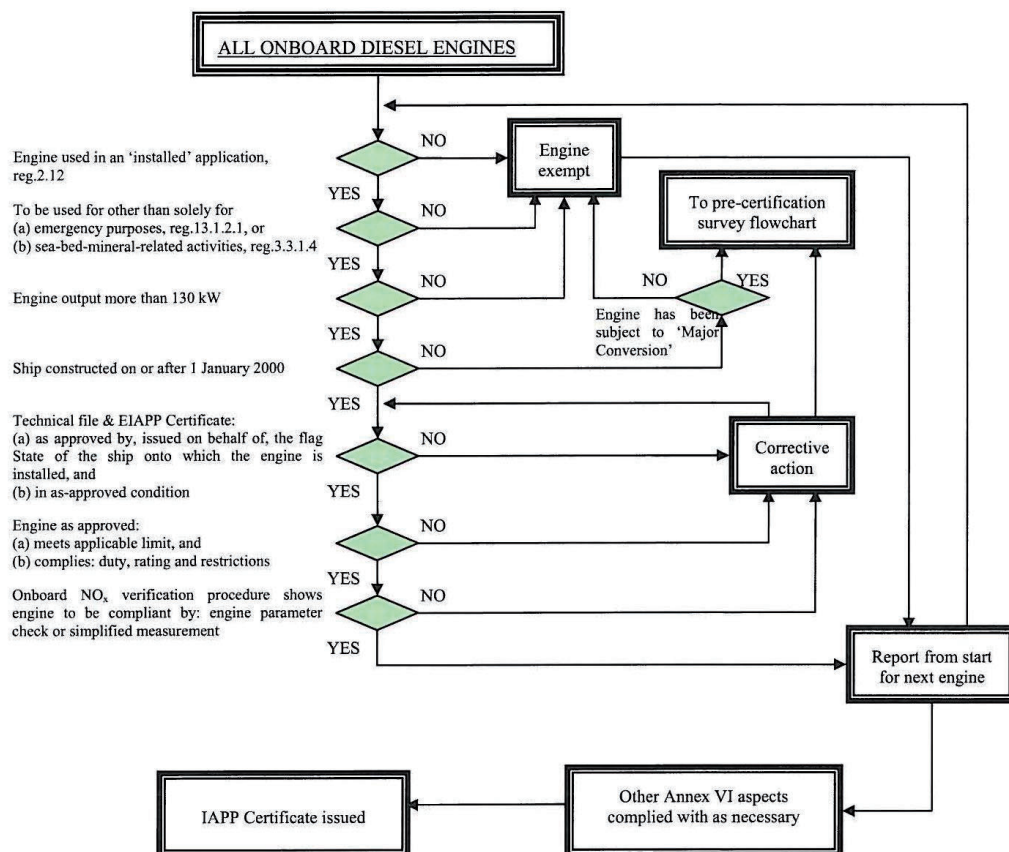 ALL ONBOARD DIESEL ENGINES
Engine used in an ‘installed’ application,
reg.2.12
NO
YES
Engine
exempt
To be used for other than solely for
(a) emergency purposes, reg.13.1.2.1, or
(b) sea-bed-mineral-related activities, reg.3.3.1.4
NO
YES
To pre-certification
survey flowchart
Engine output more than 130 kW
NO
YES
NO
YES
Engine has been
subject to ‘Major
Conversion’
Ship constructed on or after 1 January 2000
NO
YES
Technical file & EIAPP Certificate:
(a) as approved by, issued on behalf of, the flag
State of the ship onto which the engine is
installed, and
(b) in as-approved condition
NO
YES
Corrective
action
Engine as approved:
(a) meets applicable limit, and
(b) complies: duty, rating and restrictions
NO
YES
Onboard NOx verification procedure shows
engine to be compliant by: engine parameter
check or simplified measurement
NO
YES
Report from start
for next engine
Other Annex VI aspects
complied with as necessary
IAPP Certificate issued